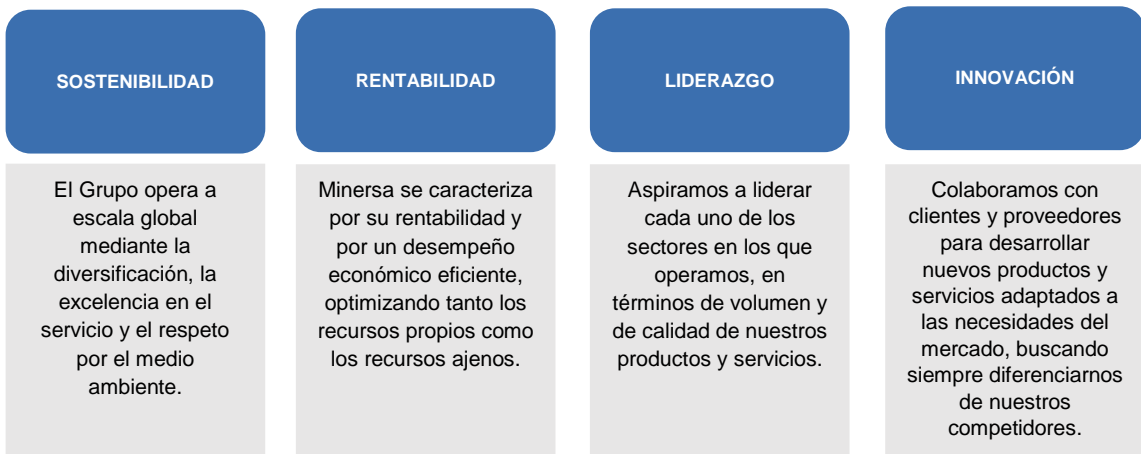 SOSTENIBILIDAD
El Grupo opera a
escala global
mediante la
diversificación, la
excelencia en el
servicio y el respeto
por el medio
ambiente.
RENTABILIDAD
Minersa se caracteriza
por su rentabilidad y
por un desempeño
económico eficiente,
optimizando tanto los
recursos propios como
los recursos ajenos.
LIDERAZGO
Aspiramos a liderar
cada uno de los
sectores en los que
operamos, en
términos de volumen y
de calidad de nuestros
productos y servicios.
INNOVACIÓN
Colaboramos con
clientes y proveedores
para desarrollar
nuevos productos y
servicios adaptados a
las necesidades del
mercado, buscando
siempre diferenciarnos
de nuestros
competidores.